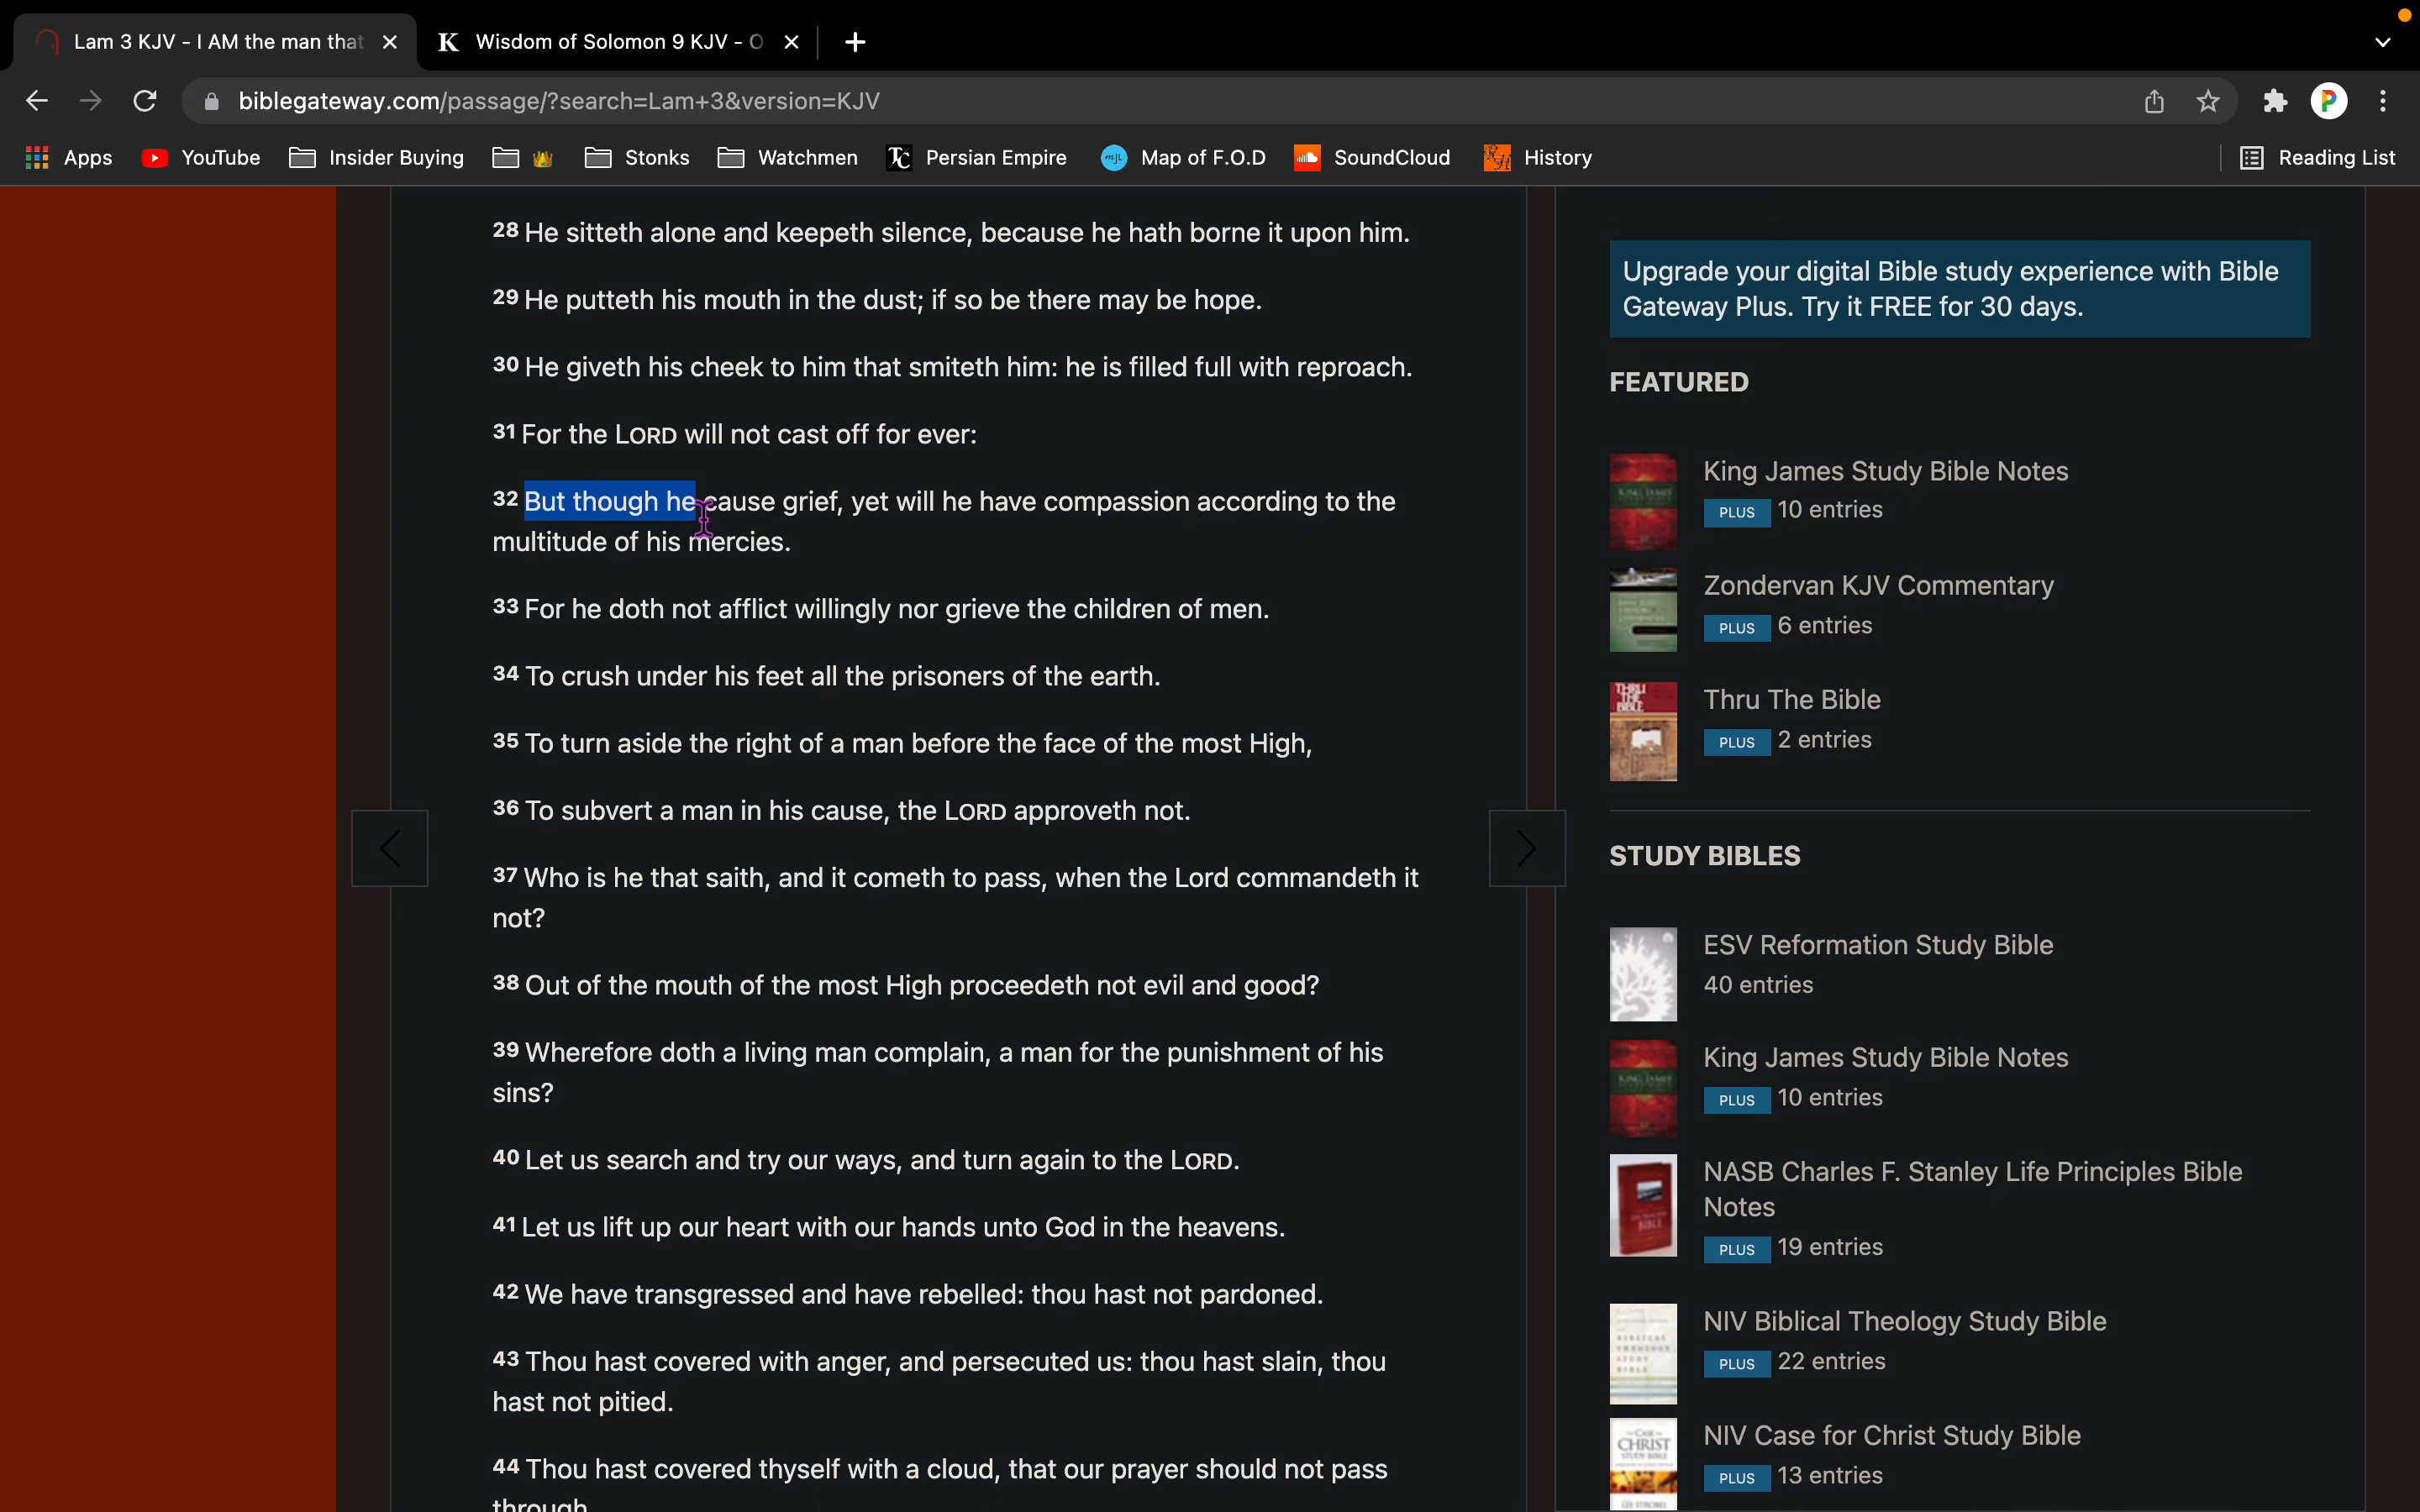 Lam 3 KJV - I AM the man that
Wisdom of Solomon 9 KJV - O
biblegateway.com/passage/?search=Lam+3&version=KJV
Apps
YouTube
Insider Buying
Stonks
Watchmen
Persian Empire
Map of F.O.D
SoundCloud
History
Reading List
28 He sitteth alone and keepeth silence, because he hath borne it upon him.
29 He putteth his mouth in the dust; if so be there may be hope.
30 He giveth his cheek to him that smiteth him: he is filled full with reproach.
31 For the LORD will not cast off for ever:
32 But though he cause grief, yet will he have compassion according to the
multitude of his mercies.
33 For he doth not afflict willingly nor grieve the children of men.
34 To crush under his feet all the prisoners of the earth.
35 To turn aside the right of a man before the face of the most High,
36 To subvert a man in his cause, the LORD approveth not.
37 Who is he that saith, and it cometh to pass, when the Lord commandeth it
not?
38 Out of the mouth of the most High proceedeth not evil and good?
39 Wherefore doth a living man complain, a man for the punishment of his
sins?
40 Let us search and try our ways, and turn again to the LORD.
41 Let us lift up our heart with our hands unto God in the heavens.
42 We have transgressed and have rebelled: thou hast not pardoned.
43 Thou hast covered with anger, and persecuted us: thou hast slain, thou
hast not pitied.
44 Thou hast covered thyself with a cloud, that our prayer should not pass
through.
Upgrade your digital Bible study experience with Bible
Gateway Plus. Try it FREE for 30 days.
FEATURED
King James Study Bible Notes
PLUS 10 entries
Zondervan KJV Commentary
PLUS 6 entries
THRU
THE
BIBLE
Thru The Bible
PLUS 2 entries
STUDY BIBLES
ESV Reformation Study Bible
40 entries
King James Study Bible Notes
PLUS 10 entries
NASB Charles F. Stanley Life Principles Bible
Notes
PLUS 19 entries
NIV Biblical Theology Study Bible
PLUS 22 entries
CASE
CHRIST
STUDY BIBLE
NIV Case for Christ Study Bible
PLUS 13 entries